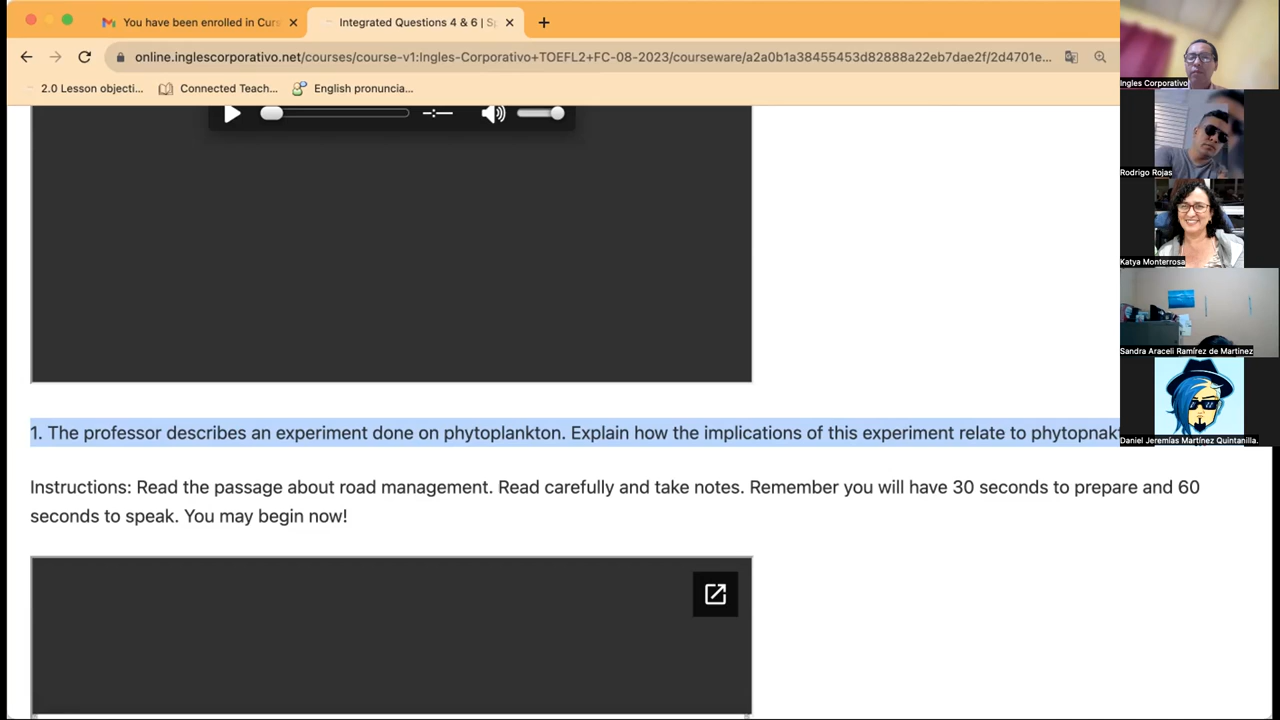 You have been enrolled in Curs
Integrated Questions 4 & 6 | Sp
online.inglescorporativo.net/courses/course-v1:Ingles-Corporativo+TOEFL2+FC-08-2023/courseware/a2a0b1a38455453d82888a22eb7dae2f/2d4701e...
2.0 Lesson objecti...
Connected Teach...
English pronuncia...
Ingles Corporativo
Rodrigo Rojas
Katya Monterrosa
Sandra Araceli Ramírez de Martínez
Daniel Jeremías Martínez Quintanilla.
1. The professor describes an experiment done on phytoplankton. Explain how the implications of this experiment relate to phytopnakt
Instructions: Read the passage about road management. Read carefully and take notes. Remember you will have 30 seconds to prepare and 60
seconds to speak. You may begin now!